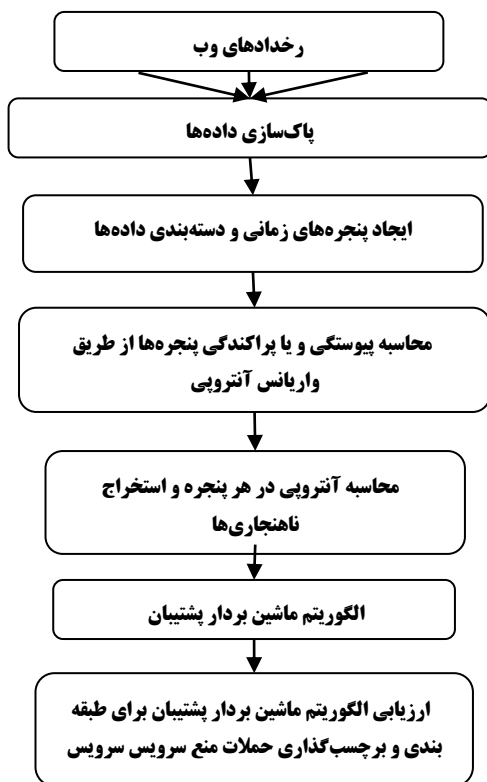 رخدادهای وب
پاک‌سازی داده‌ها
ایجاد پنجره‌های زمانی و دسته‌بندی داده‌ها
محاسبه پیوستگی و یا پراکندگی پنجره‌ها از طریق
واریانس آنتروپی
محاسبه آنتروپی در هر پنجره و استخراج
ناهنجاری‌ها
الگوریتم ماشین بردار پشتیبان
ارزیابی الگوریتم ماشین بردار پشتیبان برای طبقه
بندی و برچسب‌گذاری حملات منع سرویس سرویس